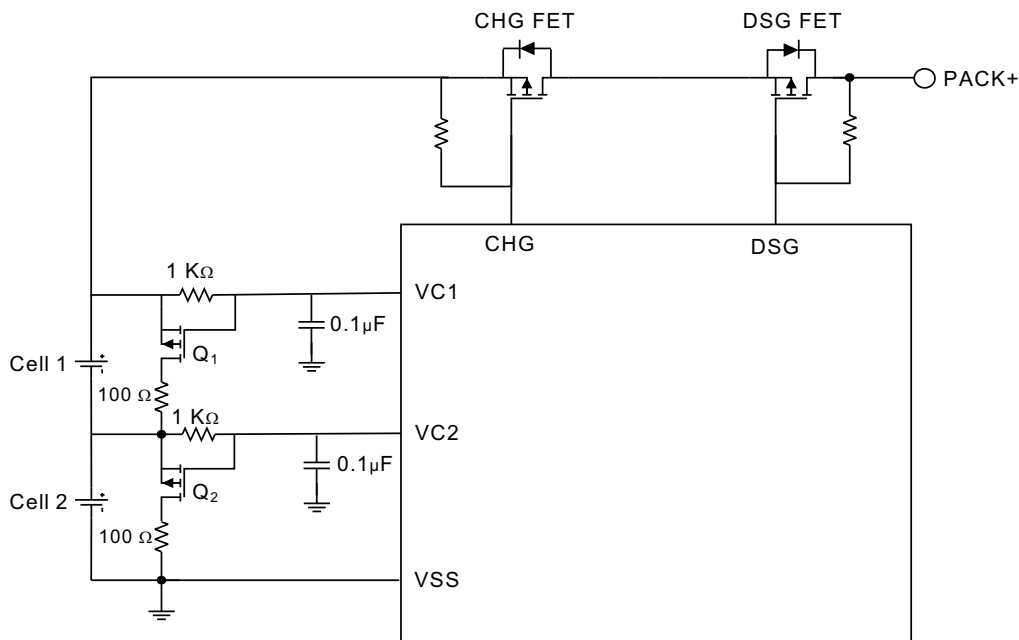 CHG FET
DSG FET
PACK+
CHG
DSG
1 KΩ
VC1
0.1µF
Q1
Cell 1
100 Ω
1 KΩ
VC2
0.1µF
Q2
Cell 2
100 Ω
VSS